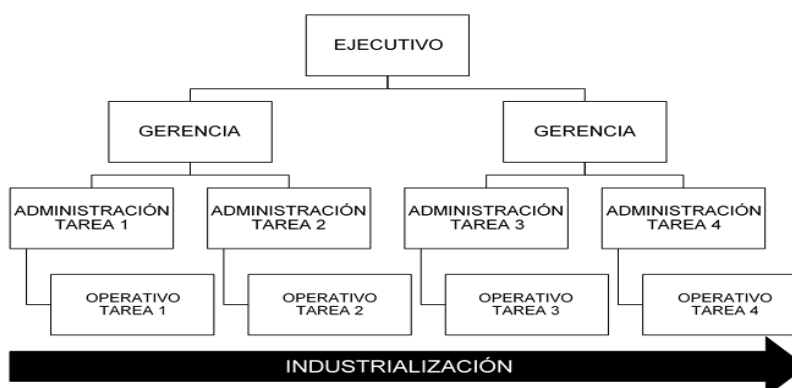 EJECUTIVO
GERENCIA
GERENCIA
ADMINISTRACIÓN
TAREA 1
ADMINISTRACIÓN
TAREA 2
ADMINISTRACIÓN
TAREA 3
ADMINISTRACIÓN
TAREA 4
OPERATIVO
TAREA 1
OPERATIVO
TAREA 2
OPERATIVO
TAREA 3
OPERATIVO
TAREA 4
INDUSTRIALIZACIÓN